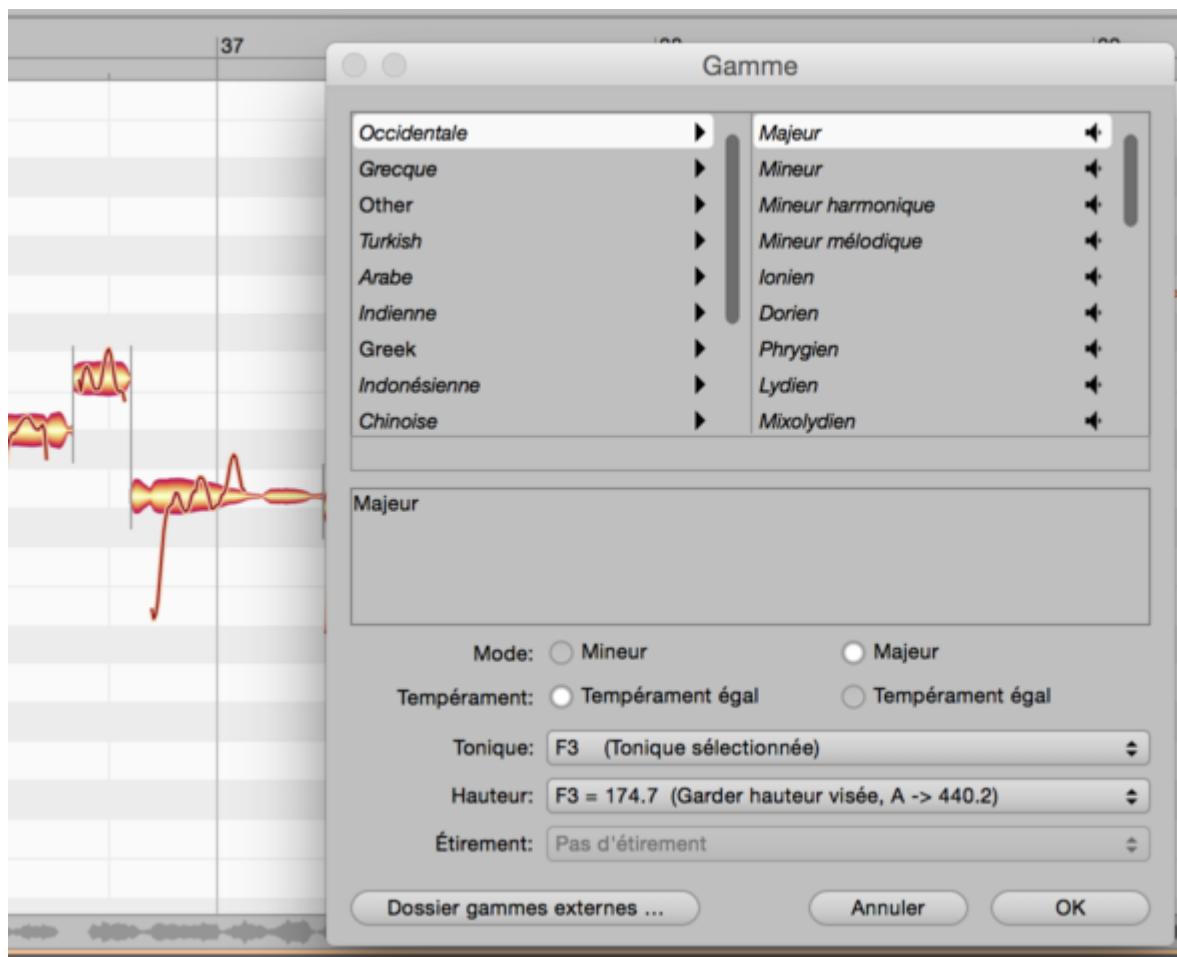 37
Gamme
Occidentale
Grecque
Other
Turkish
Arabe
Indienne
Greek
Indonésienne
Chinoise
Majeur
Mineur
Mineur harmonique
Mineur mélodique
Ionien
Dorien
Phrygien
Lydien
Mixolydien
Majeur
Mode: Mineur Majeur
Tempérament: Tempérament égal Tempérament égal
Tonique: F3 (Tonique sélectionnée)
Hauteur: F3 = 174.7 (Garder hauteur visée, A -> 440.2)
Étirement: Pas d'étirement
Dossier gammes externes ... Annuler OK